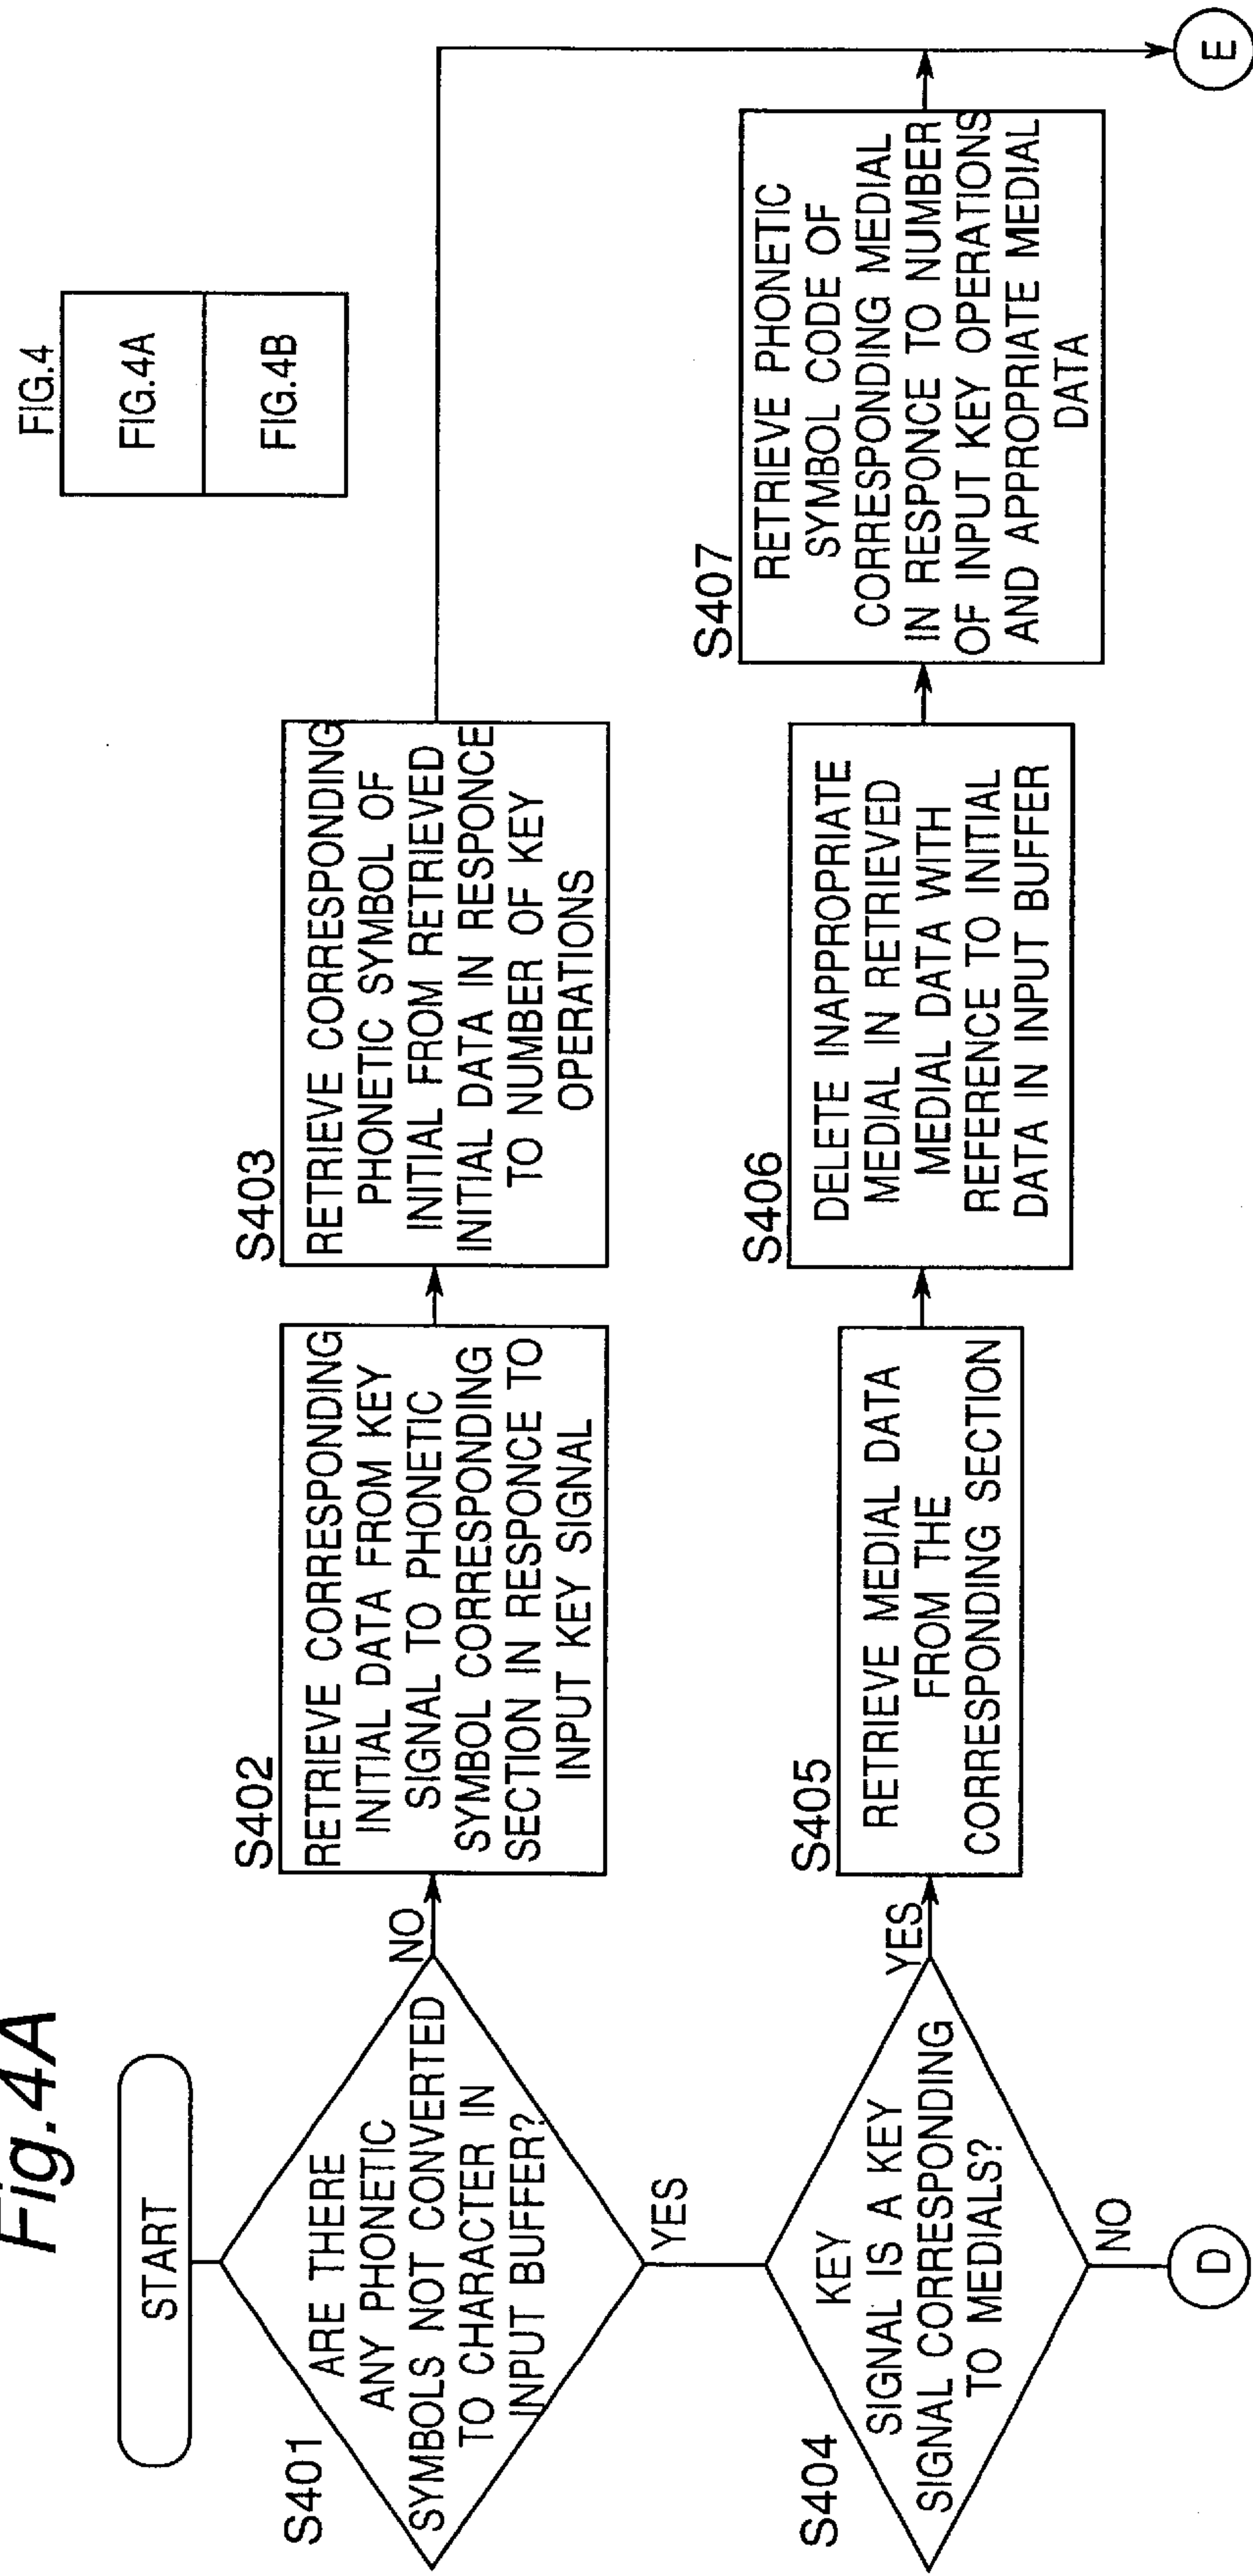 Fig.4A
FIG.4
FIG.4A
FIG.4B
START
S401
ARE THERE
ANY PHONETIC
SYMBOLS NOT CONVERTED
TO CHARACTER IN
INPUT BUFFER?
NO
YES
S402
RETRIEVE CORRESPONDING
INITIAL DATA FROM KEY
SIGNAL TO PHONETIC
SYMBOL CORRESPONDING
SECTION IN RESPONCE TO
INPUT KEY SIGNAL
S403
RETRIEVE CORRESPONDING
PHONETIC SYMBOL OF
INITIAL FROM RETRIEVED
INITIAL DATA IN RESPONCE
TO NUMBER OF KEY
OPERATIONS
S404
KEY
SIGNAL IS A KEY
SIGNAL CORRESPONDING
TO MEDIALS?
YES
NO
S405
RETRIEVE MEDIAL DATA
FROM THE
CORRESPONDING SECTION
S406
DELETE INAPPROPRIATE
MEDIAL IN RETRIEVED
MEDIAL DATA WITH
REFERENCE TO INITIAL
DATA IN INPUT BUFFER
S407
RETRIEVE PHONETIC
SYMBOL CODE OF
CORRESPONDING MEDIAL
IN RESPONCE TO NUMBER
OF INPUT KEY OPERATIONS
AND APPROPRIATE MEDIAL
DATA
D
E